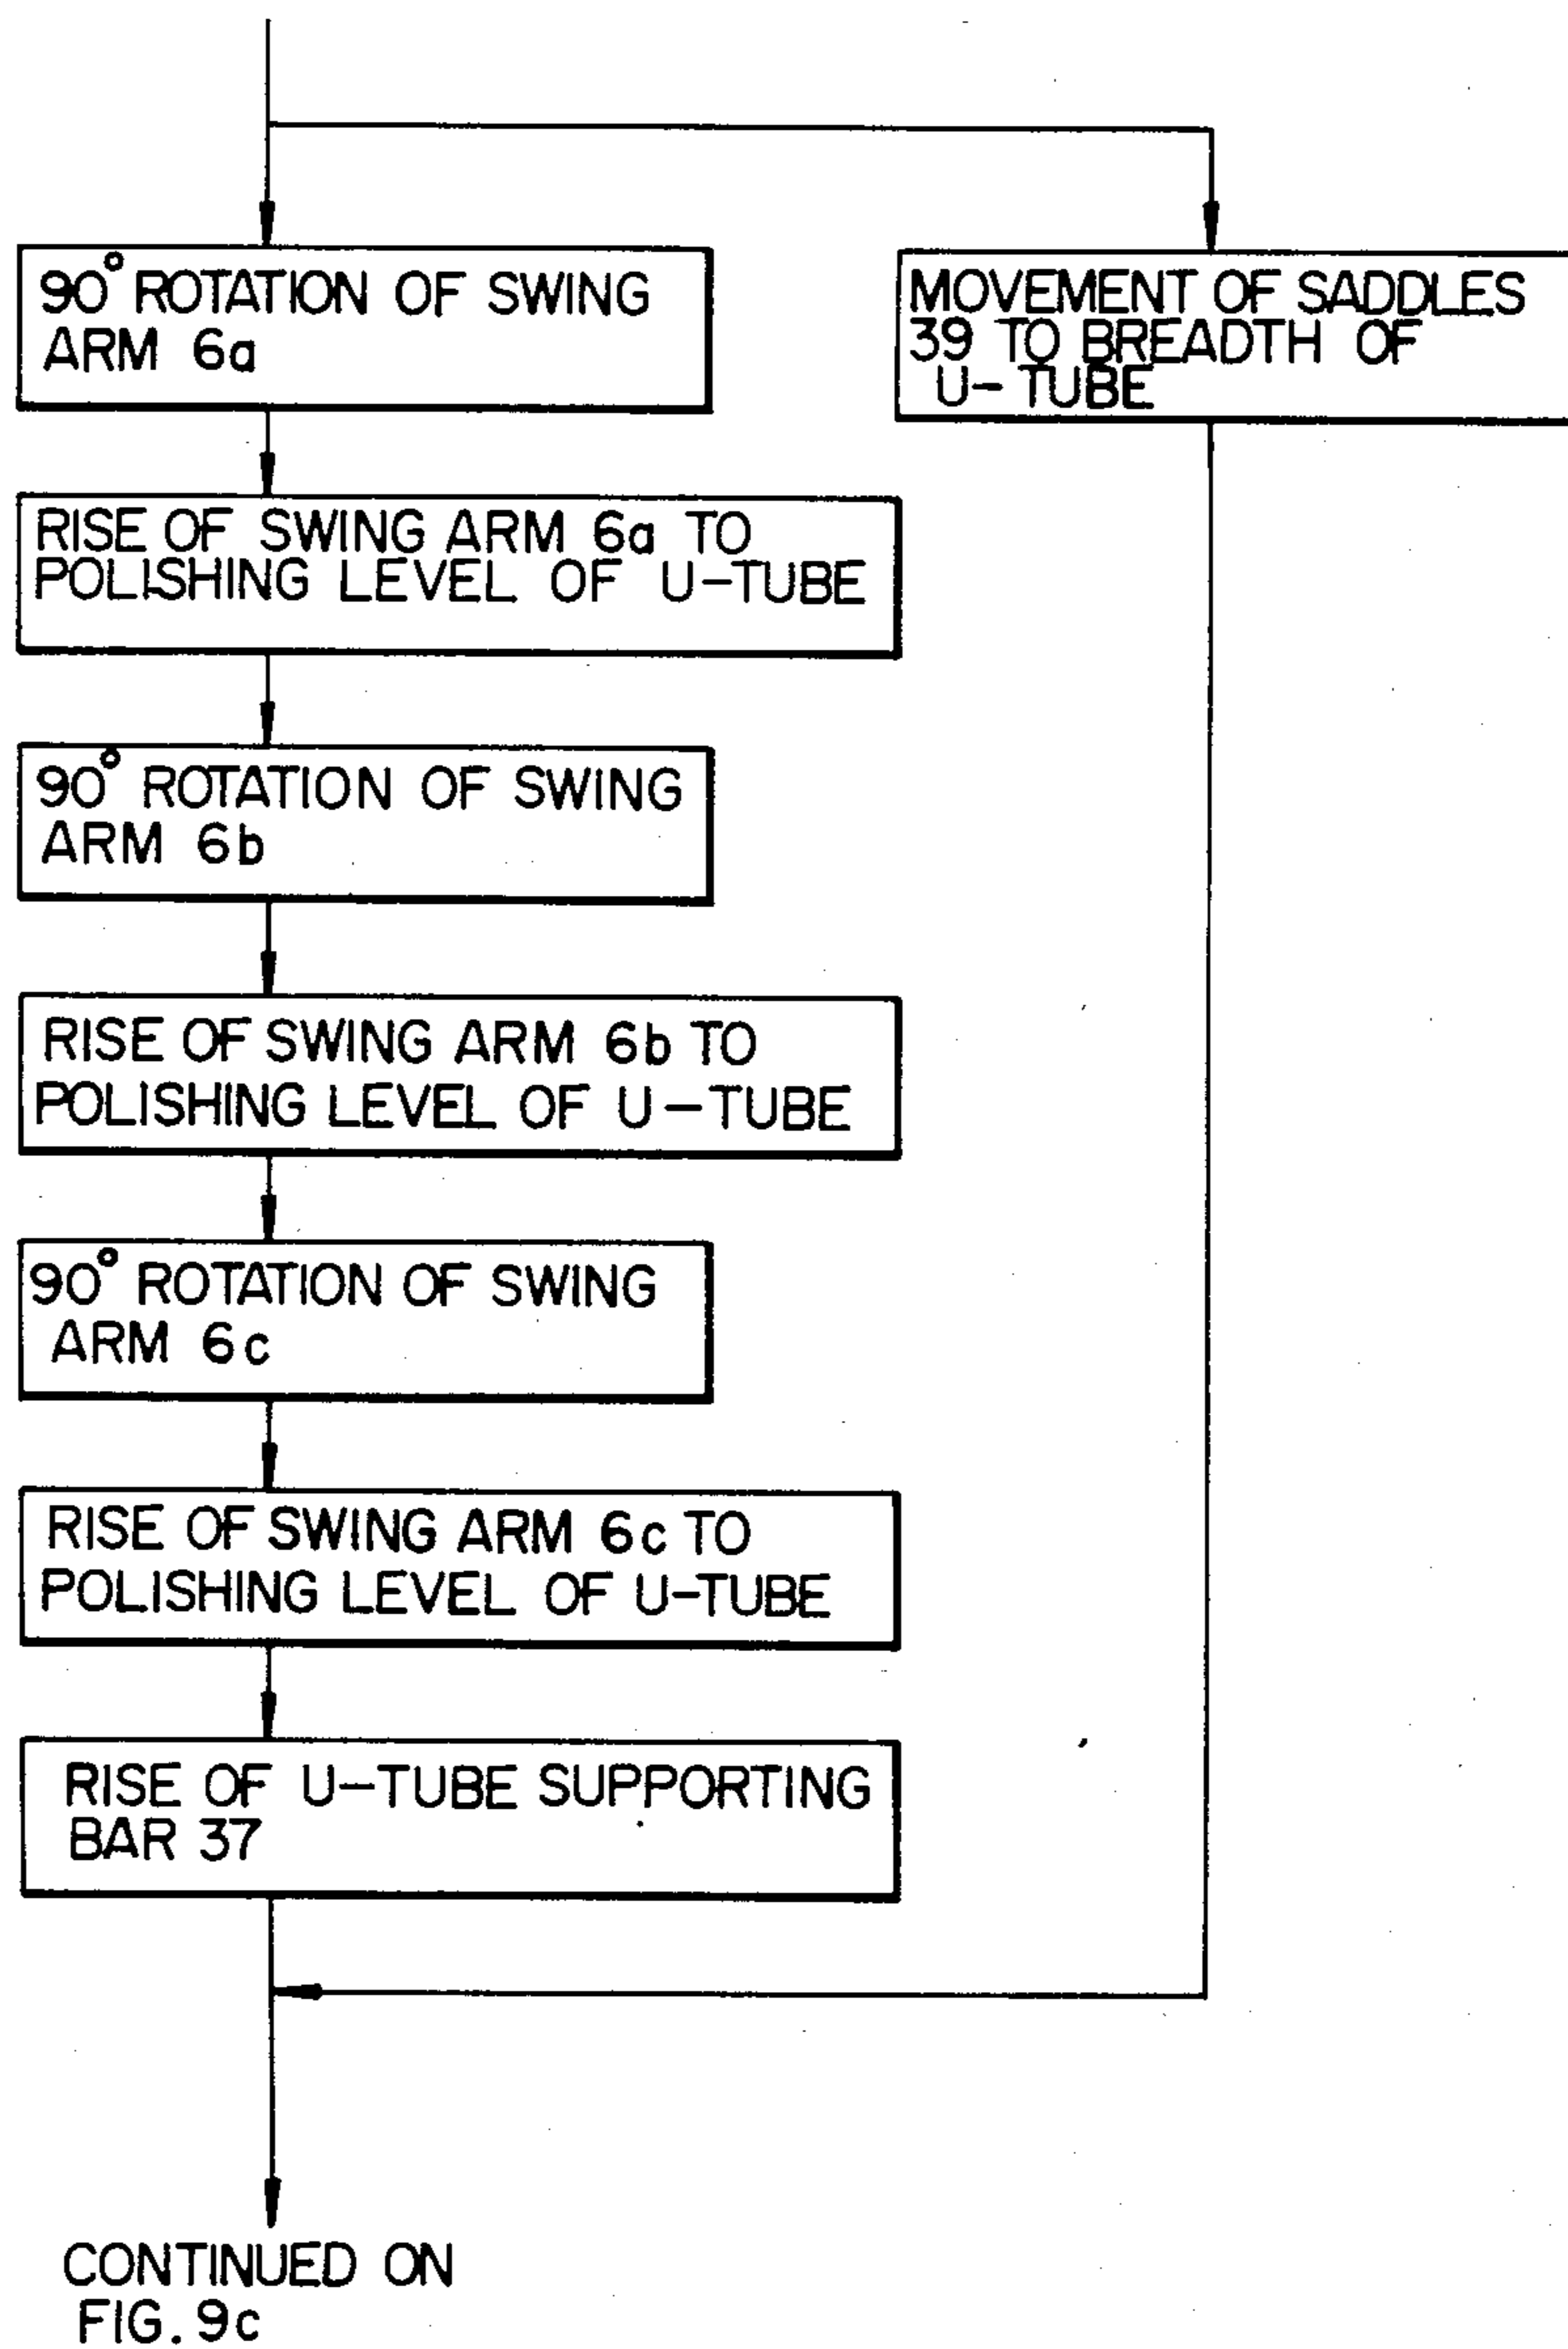 90° ROTATION OF SWING
ARM 6a
MOVEMENT OF SADDLES
39 TO BREADTH OF
U-TUBE
RISE OF SWING ARM 6a TO
POLISHING LEVEL OF U-TUBE
90° ROTATION OF SWING
ARM 6b
RISE OF SWING ARM 6b TO
POLISHING LEVEL OF U-TUBE
90° ROTATION OF SWING
ARM 6c
RISE OF SWING ARM 6c TO
POLISHING LEVEL OF U-TUBE
RISE OF U-TUBE SUPPORTING
BAR 37
CONTINUED ON
FIG. 9c